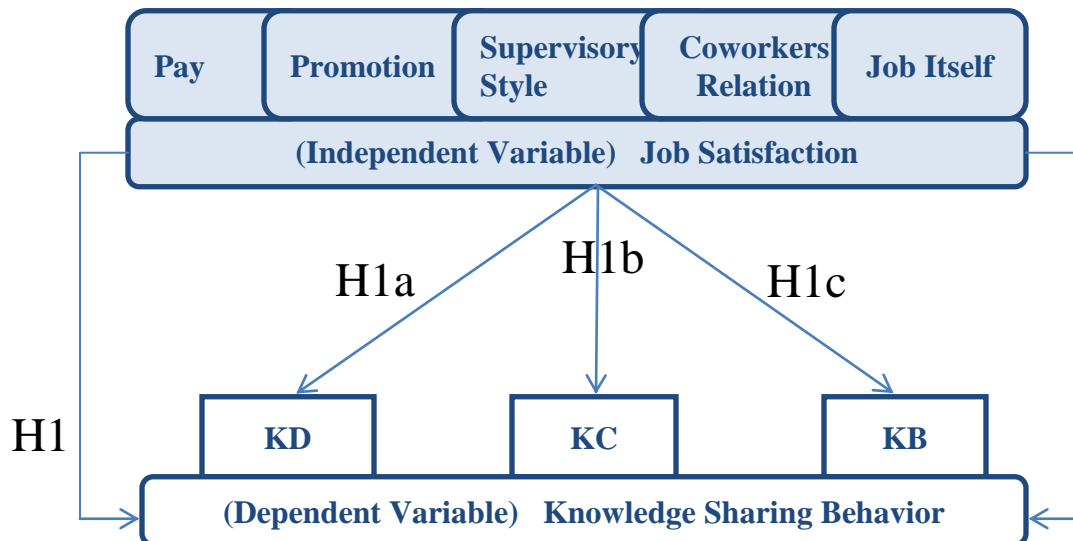 Pay
Promotion
Supervisory
Style
Coworkers
Relation
Job Itself
(Independent Variable) Job Satisfaction
H1a
H1b
H1c
H1
KD
KC
KB
(Dependent Variable) Knowledge Sharing Behavior